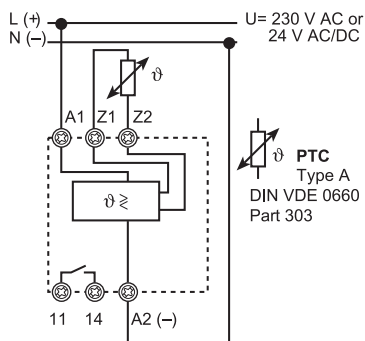 L (+)
U= 230 V AC or
N (–)
24 V AC/DC
ϑ
A1 Z1 Z2
ϑ PTC
Type A
DIN VDE 0660
Part 303
ϑ ≷
11 14 A2 (–)